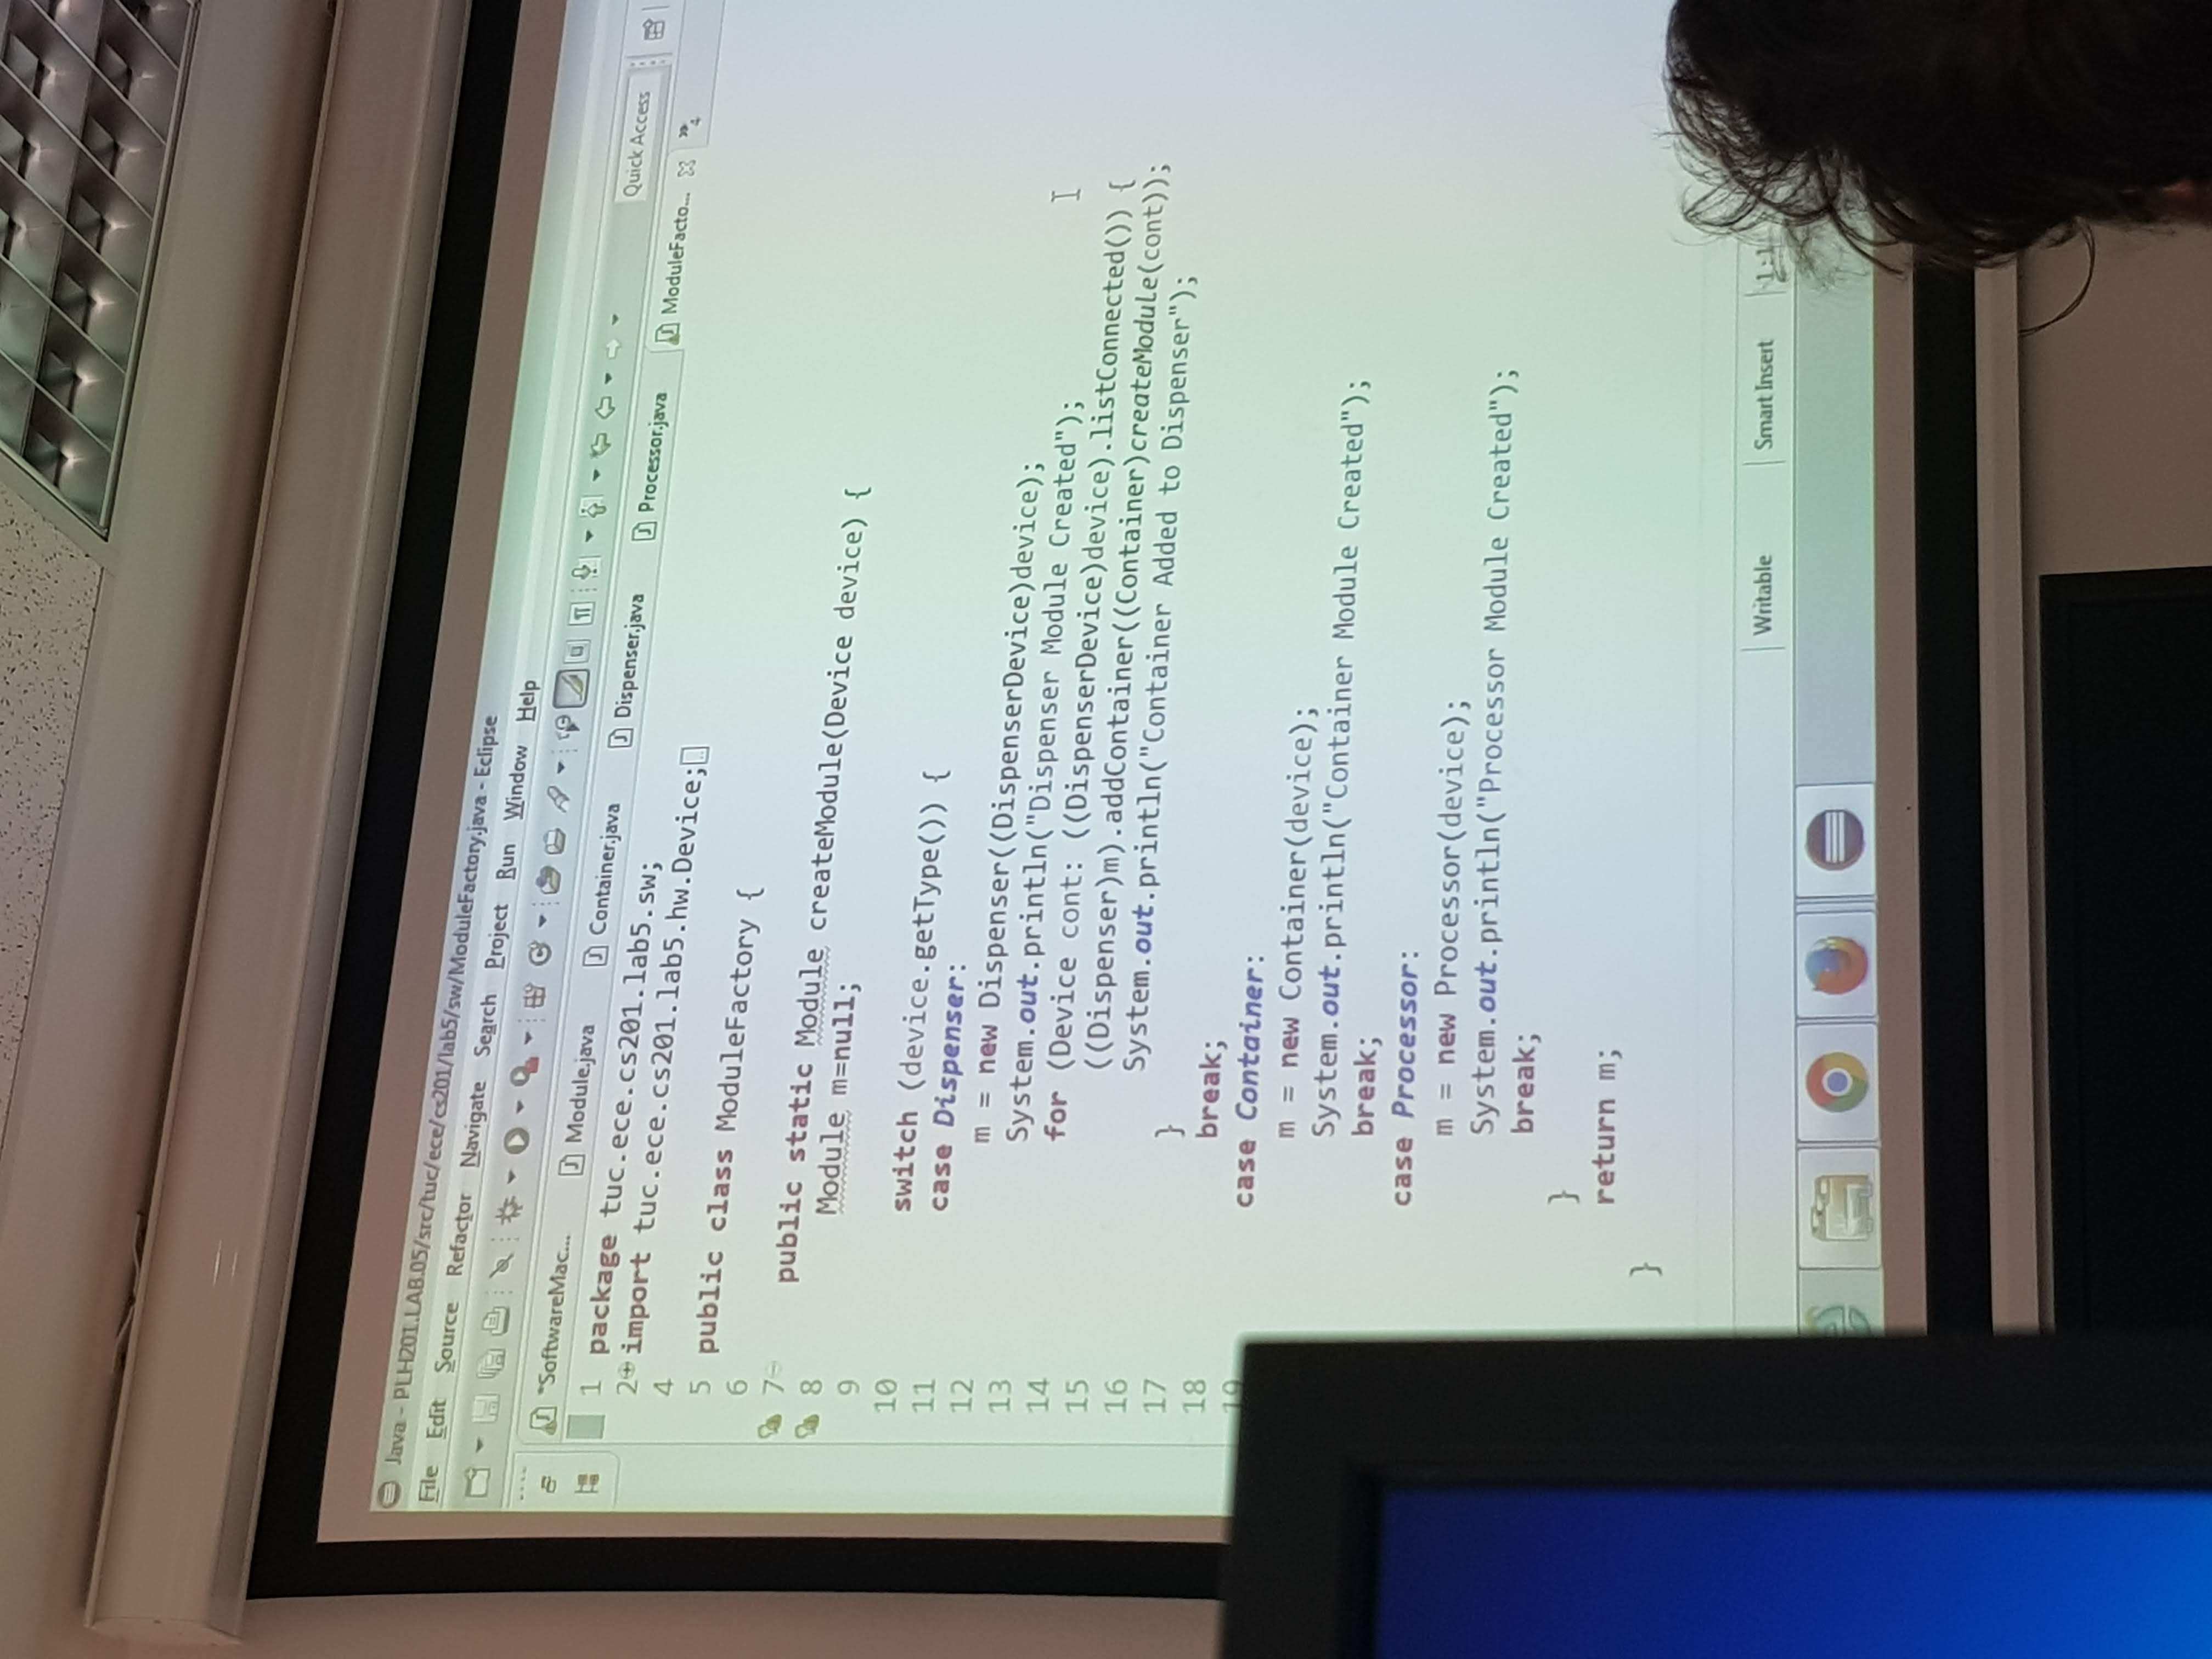 Java - PLH201.LAB.05/src/tuc/ece/cs201/lab5/sw/ModuleFactory.java - Eclipse
File Edit Source Refactor Navigate Search Project Run Window Help
Quick Access
*SoftwareMac... Module.java Container.java Dispenser.java Processor.java ModuleFacto... »4
1 package tuc.ece.cs201.lab5.sw;
2 import tuc.ece.cs201.lab5.hw.Device;
4
5 public class ModuleFactory {
6
7 public static Module createModule(Device device) {
8 Module m=null;
9
10 switch (device.getType()) {
11 case Dispenser:
12 m = new Dispenser((DispenserDevice)device);
13 System.out.println("Dispenser Module Created");
14 for (Device cont: ((DispenserDevice)device).listConnected()) {
15 ((Dispenser)m).addContainer((Container)createModule(cont));
16 System.out.println("Container Added to Dispenser");
17 }
18 break;
19 case Container:
m = new Container(device);
System.out.println("Container Module Created");
break;
case Processor:
m = new Processor(device);
System.out.println("Processor Module Created");
break;
}
return m;
}
Writable Smart Insert 1:1